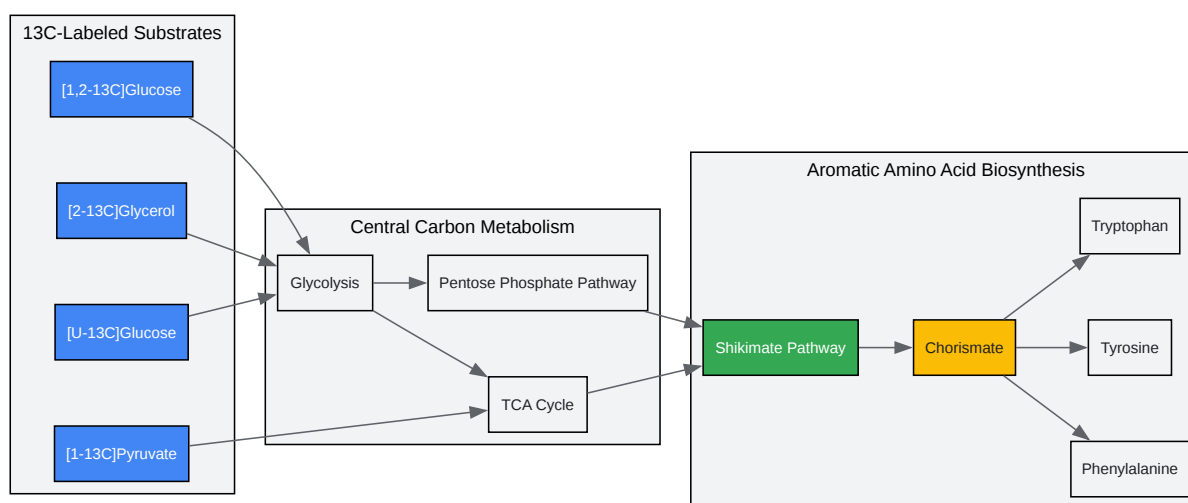 13C-Labeled Substrates
[1,2-13C]Glucose
[2-13C]Glycerol
[U-13C]Glucose
[1-13C]Pyruvate
Central Carbon Metabolism
Glycolysis
Pentose Phosphate Pathway
TCA Cycle
Aromatic Amino Acid Biosynthesis
Shikimate Pathway
Chorismate
Tryptophan
Tyrosine
Phenylalanine